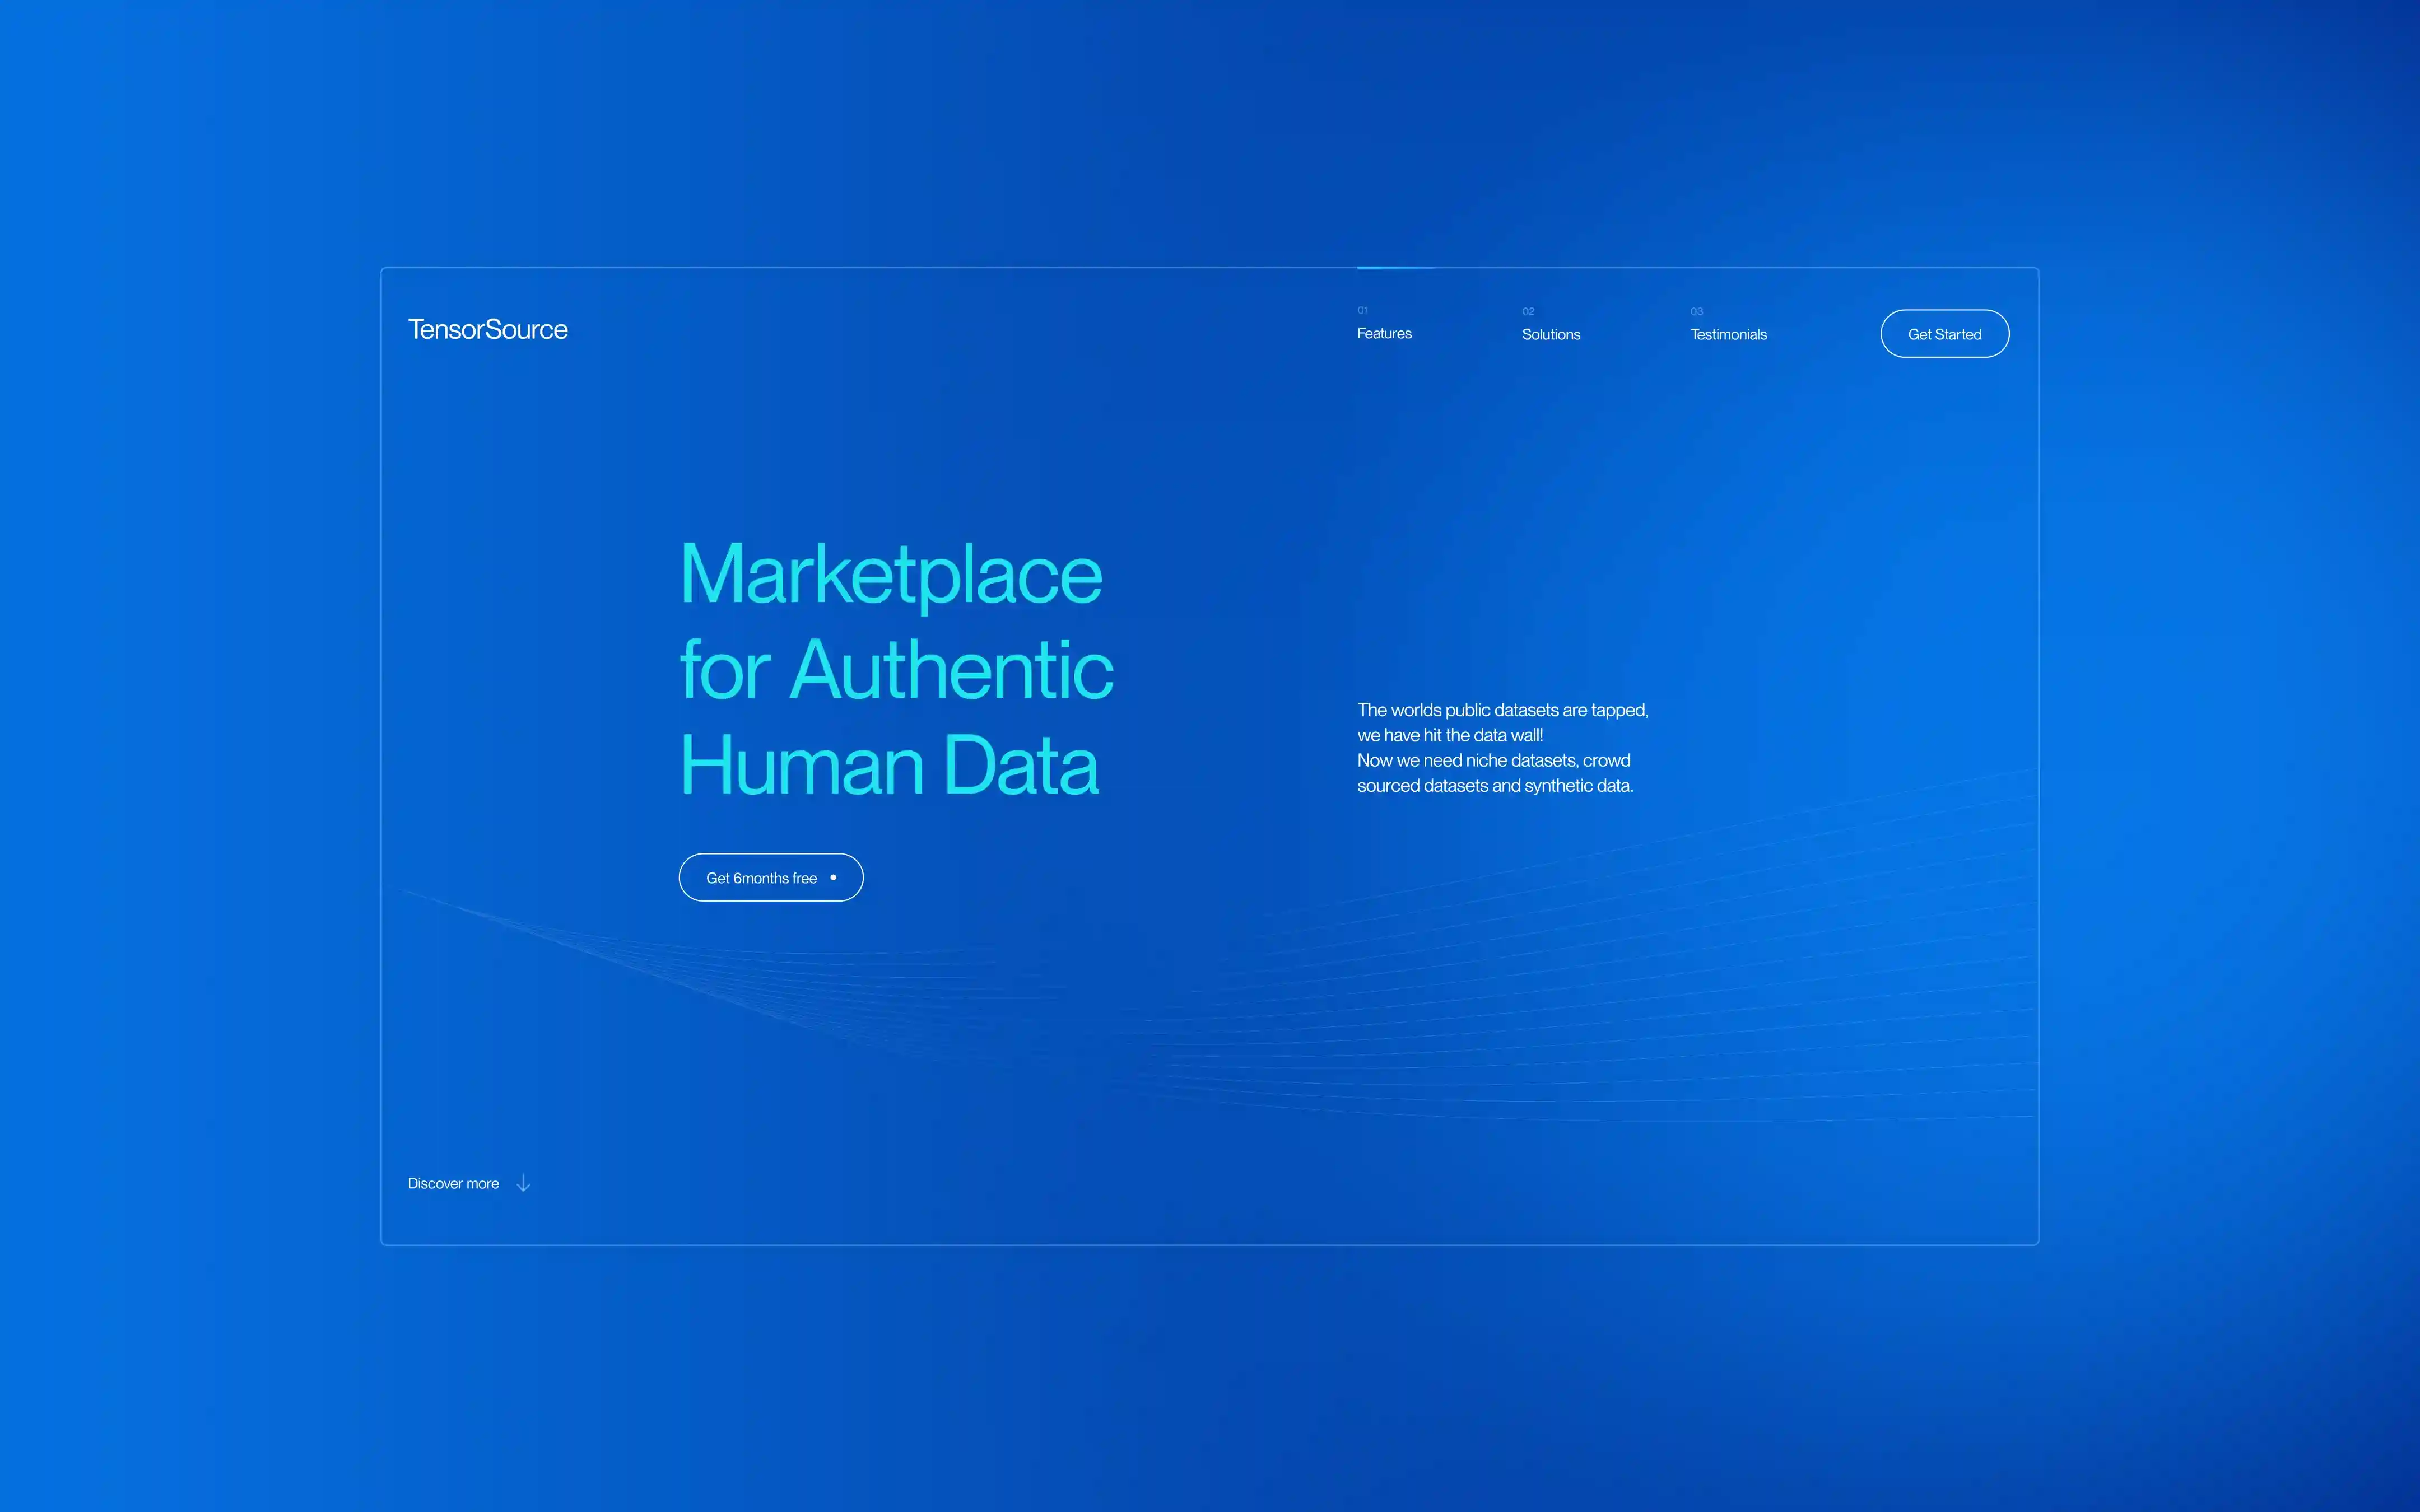 TensorSource
01
Features
02
Solutions
03
Testimonials
Get Started
Marketplace
for Authentic
Human Data
The worlds public datasets are tapped,
we have hit the data wall!
Now we need niche datasets, crowd
sourced datasets and synthetic data.
Get 6months free
Discover more